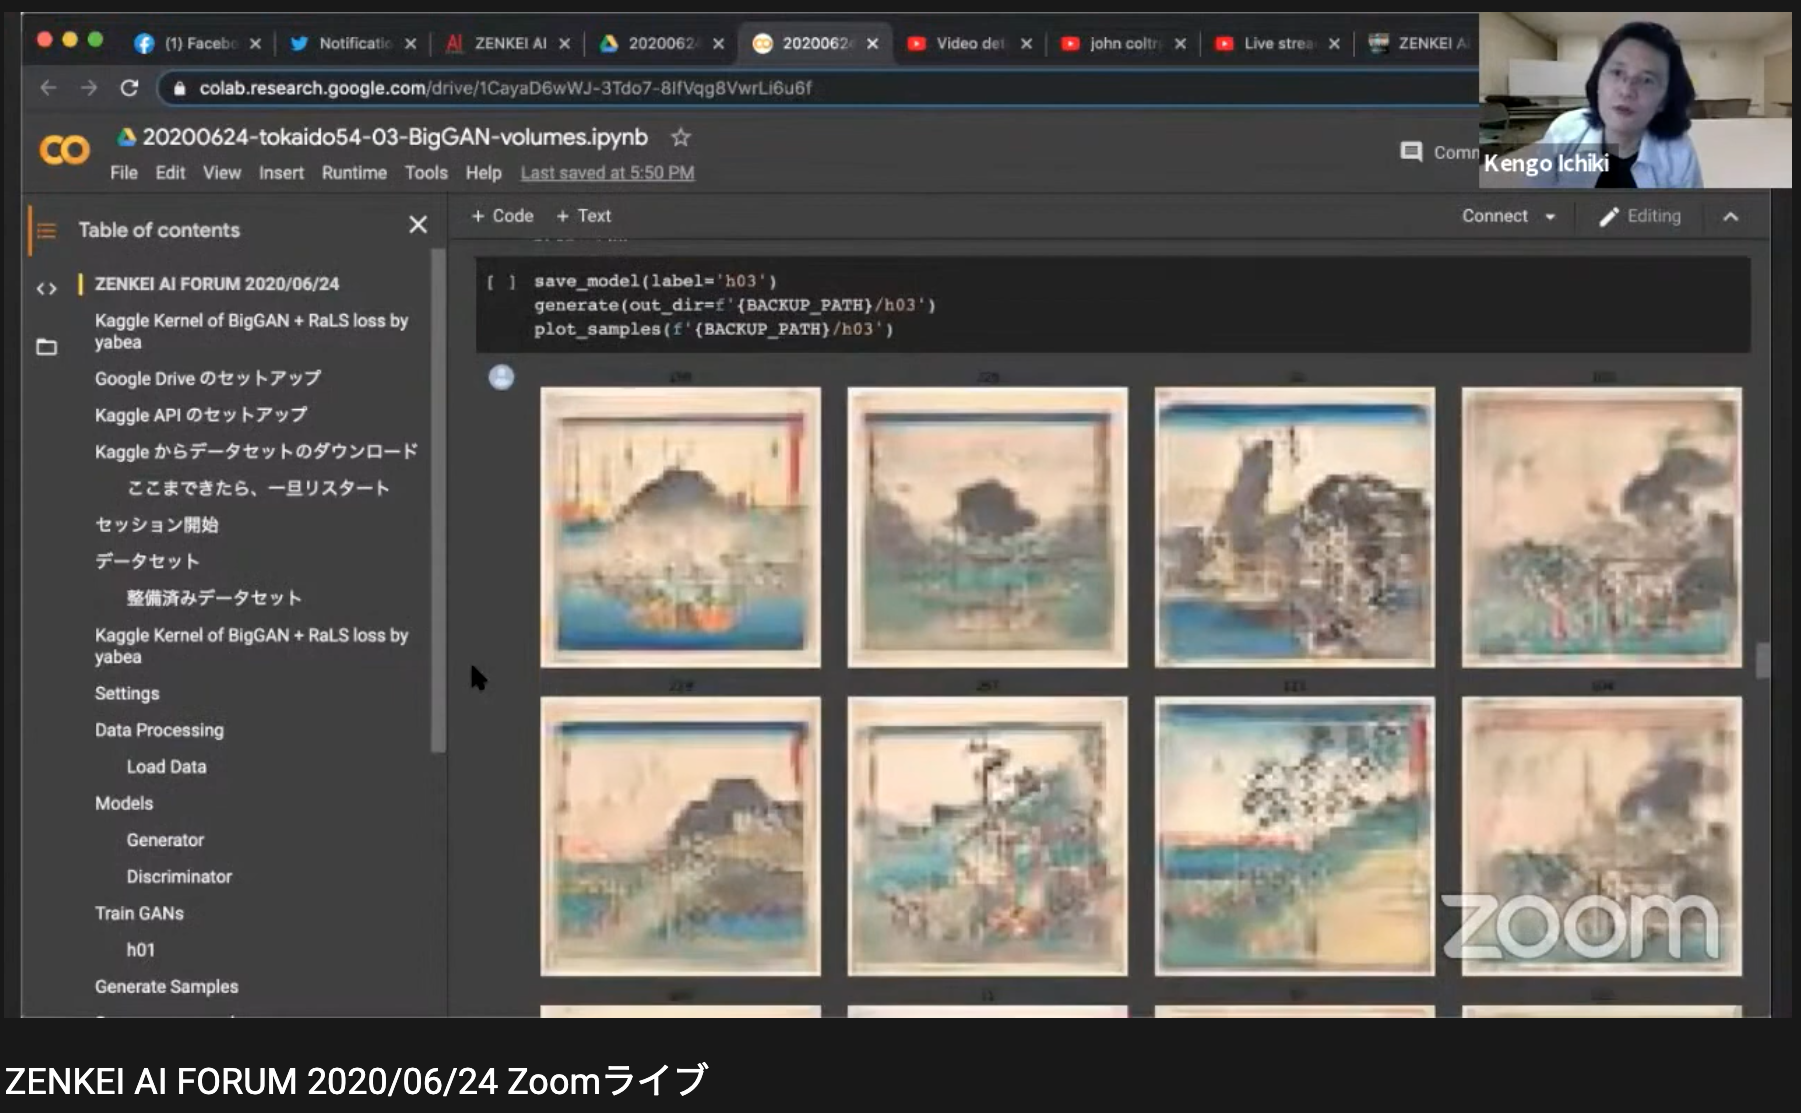 (1) Facebo
Notificatio
ZENKEI AI
2020062
2020062
Video det
john coltr
Live strea
ZENKEI A
colab.research.google.com/drive/1CayaD6wWJ-3Tdo7-8IfVqg8VwrLi6u6f
20200624-tokaido54-03-BigGAN-volumes.ipynb
Comm
Kengo Ichiki
File Edit View Insert Runtime Tools Help Last saved at 5:50 PM
+ Code + Text
Connect
Editing
Table of contents
ZENKEI AI FORUM 2020/06/24
Kaggle Kernel of BigGAN + RaLS loss by
yabea
Google Drive のセットアップ
Kaggle API のセットアップ
Kaggle からデータセットのダウンロード
ここまできたら、一旦リスタート
セッション開始
データセット
整備済みデータセット
Kaggle Kernel of BigGAN + RaLS loss by
yabea
Settings
Data Processing
Load Data
Models
Generator
Discriminator
Train GANs
h01
Generate Samples
[ ] save_model(label='h03')
generate(out_dir=f'{BACKUP_PATH}/h03')
plot_samples(f'{BACKUP_PATH}/h03')
zoom
ZENKEI AI FORUM 2020/06/24 Zoomライブ